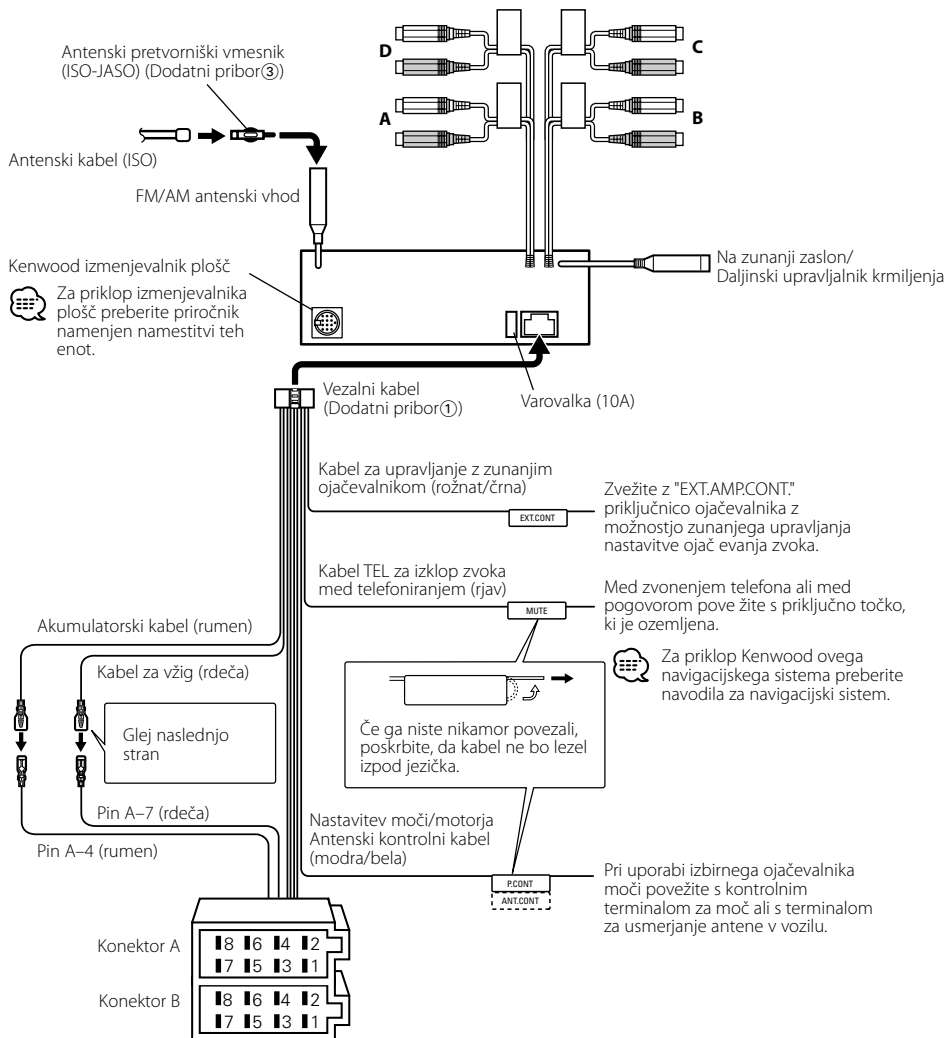 D
C
A
B
Antenski pretvorniški vmesnik
(ISO-JASO) (Dodatni pribor③)
Antenski kabel (ISO)
FM/AM antenski vhod
Kenwood izmenjevalnik plošč
Za priklop izmenjevalnika
plošč preberite priročnik
namenjen namestitvi teh
enot.
Na zunanji zaslon/
Daljinski upravljalnik krmiljenja
Vezalni kabel
(Dodatni pribor①)
Varovalka (10A)
Kabel za upravljanje z zunanjim
ojačevalnikom (rožnat/črna)
EXT.CONT
Zvežite z "EXT.AMP.CONT."
priključnico ojačevalnika z
možnostjo zunanjega upravljanja
nastavitve ojač evanja zvoka.
Kabel TEL za izklop zvoka
med telefoniranjem (rjav)
MUTE
Med zvonenjem telefona ali med
pogovorom pove žite s priključno točko,
ki je ozemljena.
Za priklop Kenwood ovega
navigacijskega sistema preberite
navodila za navigacijski sistem.
Akumulatorski kabel (rumen)
Kabel za vžig (rdeča)
Glej naslednjo
stran
Če ga niste nikamor povezali,
poskrbite, da kabel ne bo lezel
izpod jezička.
Pin A–7 (rdeča)
Pin A–4 (rumen)
Nastavitev moči/motorja
Antenski kontrolni kabel
(modra/bela)
P.CONT
ANT.CONT
Pri uporabi izbirnega ojačevalnika
moči povežite s kontrolnim
terminalom za moč ali s terminalom
za usmerjanje antene v vozilu.
Konektor A
8 6 4 2
7 5 3 1
Konektor B
8 6 4 2
7 5 3 1